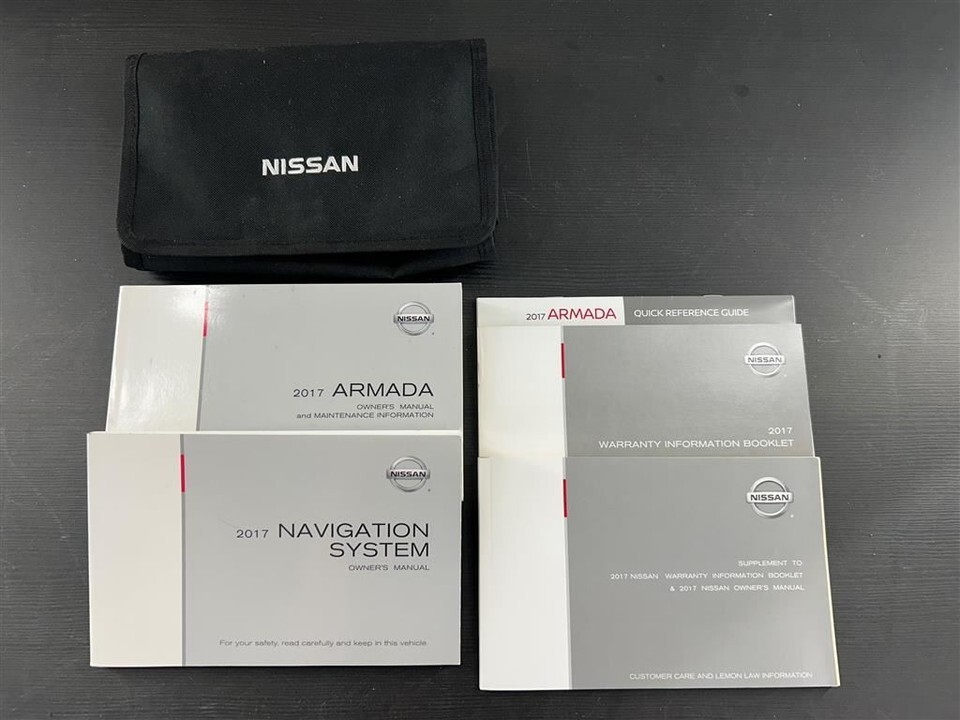 NISSAN
NISSAN
2017 ARMADA
OWNER'S MANUAL
and MAINTENANCE INFORMATION
NISSAN
2017 NAVIGATION
SYSTEM
OWNER'S MANUAL
For your safety, read carefully and keep in this vehicle.
2017 ARMADA QUICK REFERENCE GUIDE
NISSAN
2017
WARRANTY INFORMATION BOOKLET
NISSAN
SUPPLEMENT TO
2017 NISSAN WARRANTY INFORMATION BOOKLET
& 2017 NISSAN OWNER'S MANUAL
CUSTOMER CARE AND LEMON LAW INFORMATION